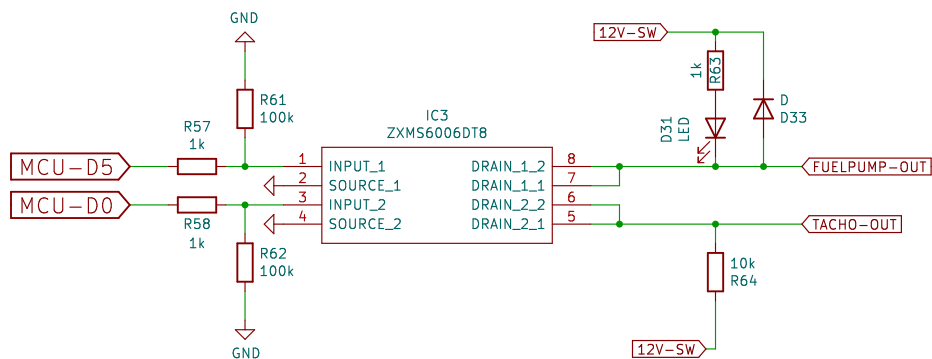 GND
12V-SW
1k
R63
R61
100k
D
D33
IC3
ZXMS6006DT8
D31
LED
R57
1k
MCU-D5
1
INPUT_1
DRAIN_1_2
8
FUELPUMP-OUT
2
SOURCE_1
DRAIN_1_1
7
MCU-D0
3
INPUT_2
DRAIN_2_2
6
4
SOURCE_2
DRAIN_2_1
5
TACHO-OUT
R58
1k
R62
100k
10k
R64
GND
12V-SW